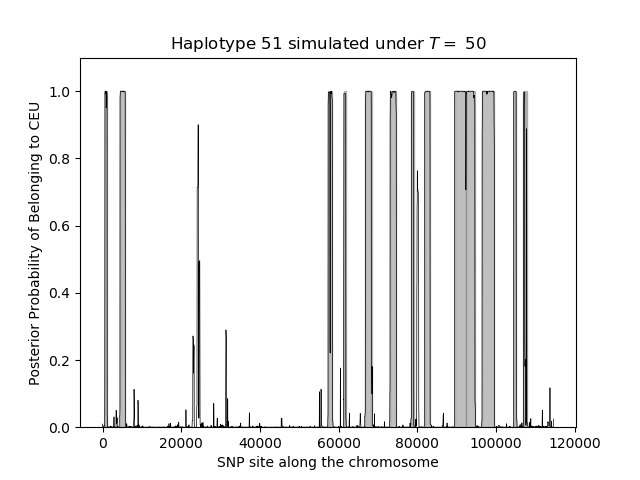 Haplotype 51 simulated under T = 50
Posterior Probability of Belonging to CEU
1.0
0.8
0.6
0.4
0.2
0.0
0 20000 40000 60000 80000 100000 120000
SNP site along the chromosome